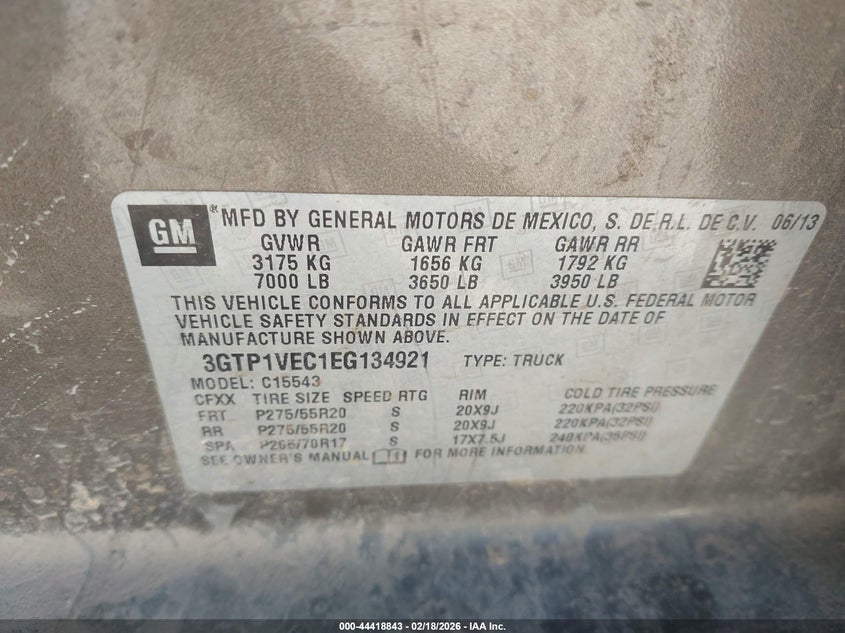 GM ® MFD BY GENERAL MOTORS DE MEXICO, S. DE R.L. DE C.V. 06/13
GVWR GAWR FRT GAWR RR
3175 KG 1656 KG 1792 KG
7000 LB 3650 LB 3950 LB
THIS VEHICLE CONFORMS TO ALL APPLICABLE U.S. FEDERAL MOTOR
VEHICLE SAFETY STANDARDS IN EFFECT ON THE DATE OF
MANUFACTURE SHOWN ABOVE.
3GTP1VEC1EG134921 TYPE: TRUCK
MODEL: C15543
CFXX TIRE SIZE SPEED RTG RIM COLD TIRE PRESSURE
FRT P275/55R20 S 20X9J 220KPA(32PSI)
RR P275/55R20 S 20X9J 220KPA(32PSI)
SPA P265/70R17 S 17X7.5J 240KPA(35PSI)
SEE OWNER'S MANUAL FOR MORE INFORMATION.
000-44418843 / 02/18/2026 - IAA Inc.